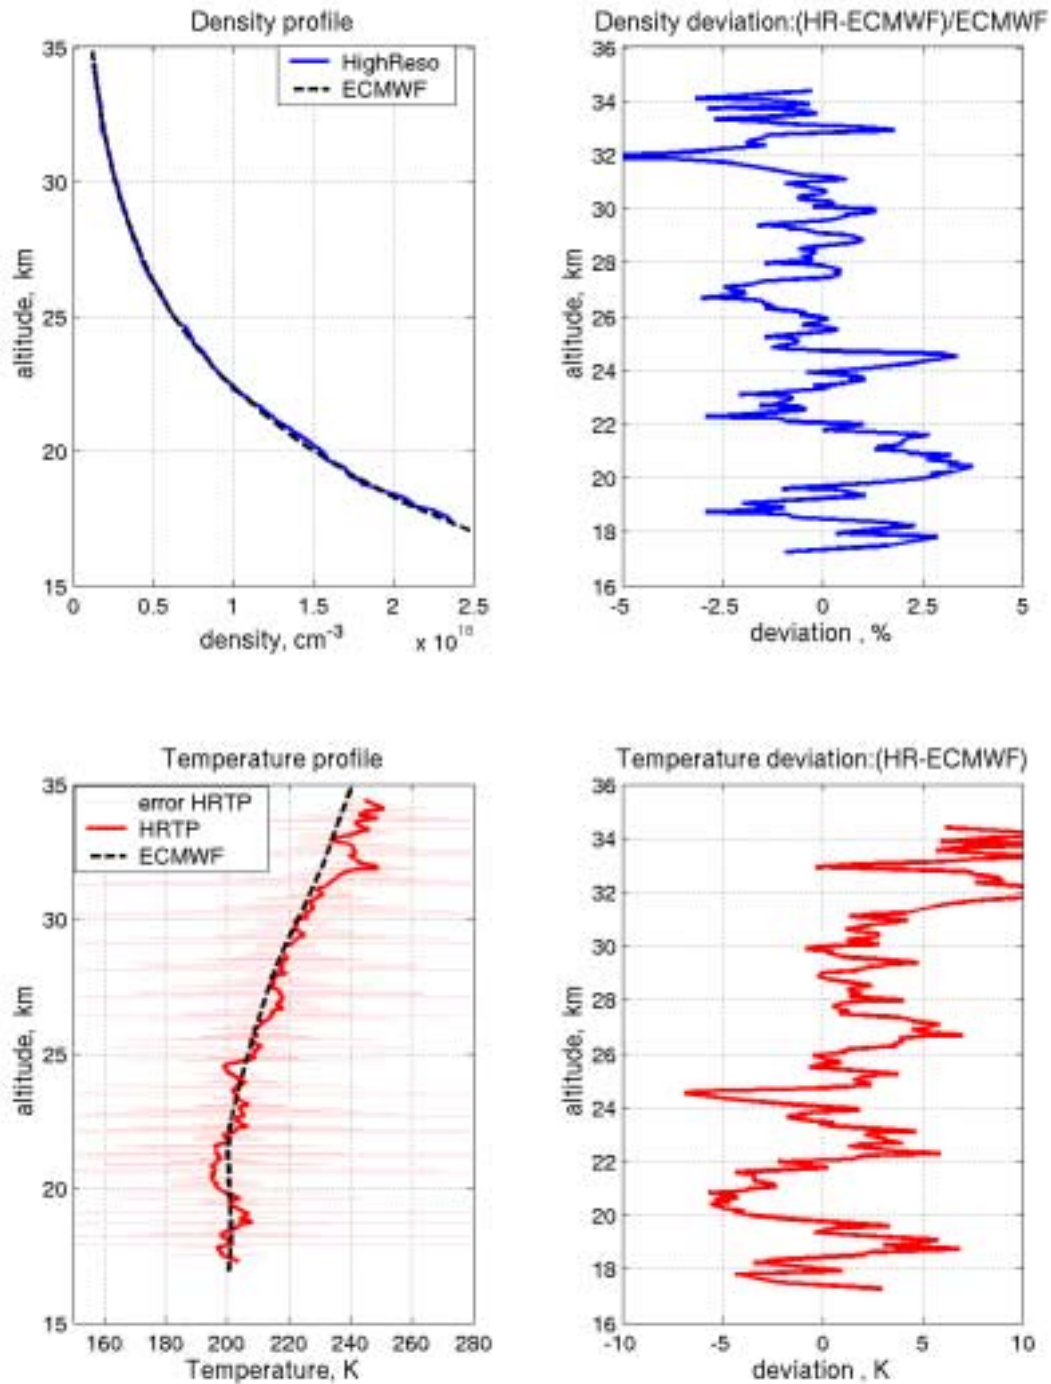 Density profile
35
30
25
20
15
altitude, km
HighReso
ECMWF
0 0.5 1 1.5 2 2.5
density, cm⁻³
Density deviation:(HR-ECMWF)/ECMWF
36
34
32
30
28
26
24
22
20
18
16
altitude, km
-5 -2.5 0 2.5 5
deviation , %
Temperature profile
35
30
25
20
15
altitude, km
error HRTP
HRTP
ECMWF
160 180 200 220 240 260 280
Temperature, K
Temperature deviation:(HR-ECMWF)
36
34
32
30
28
26
24
22
20
18
16
altitude, km
-10 -5 0 5 10
deviation , K